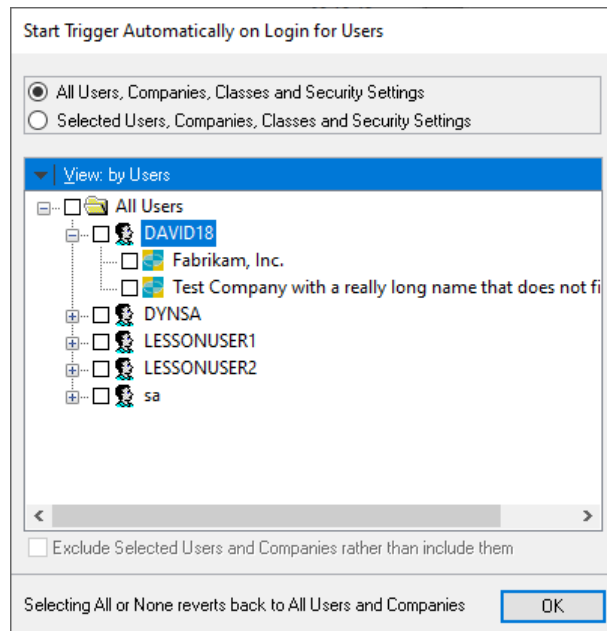 Start Trigger Automatically on Login for Users
All Users, Companies, Classes and Security Settings
Selected Users, Companies, Classes and Security Settings
View: by Users
All Users
DAVID18
Fabrikam, Inc.
Test Company with a really long name that does not fi
DYNSA
LESSONUSER1
LESSONUSER2
sa
Exclude Selected Users and Companies rather than include them
Selecting All or None reverts back to All Users and Companies OK